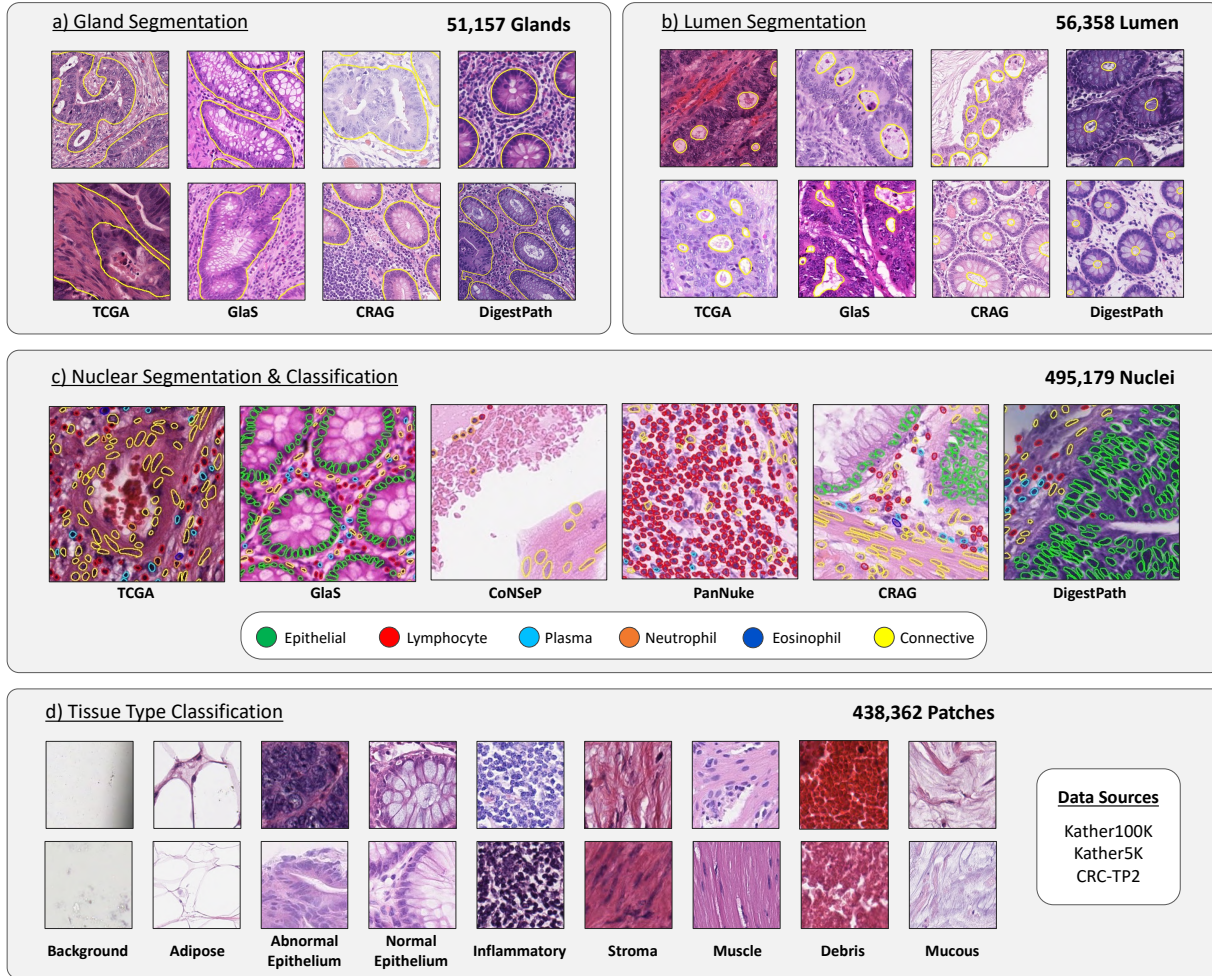 a) Gland Segmentation
51,157 Glands
TCGA
GlaS
CRAG
DigestPath
b) Lumen Segmentation
56,358 Lumen
TCGA
GlaS
CRAG
DigestPath
c) Nuclear Segmentation & Classification
495,179 Nuclei
TCGA
GlaS
CoNSeP
PanNuke
CRAG
DigestPath
Epithelial
Lymphocyte
Plasma
Neutrophil
Eosinophil
Connective
d) Tissue Type Classification
438,362 Patches
Background
Adipose
Abnormal
Epithelium
Normal
Epithelium
Inflammatory
Stroma
Muscle
Debris
Mucous
Data Sources
Kather100K
Kather5K
CRC-TP2